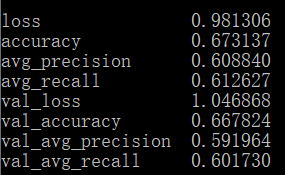 loss 0.981306
accuracy 0.673137
avg_precision 0.608840
avg_recall 0.612627
val_loss 1.046868
val_accuracy 0.667824
val_avg_precision 0.591964
val_avg_recall 0.601730